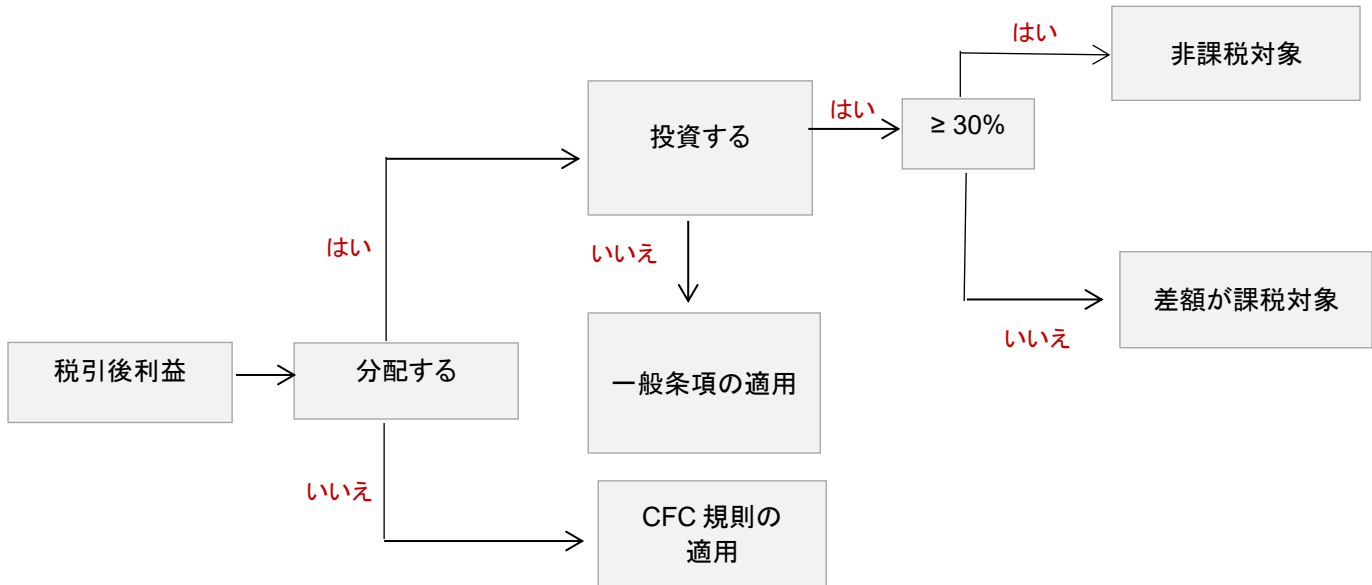 はい
非課税対象
投資する
はい
≥ 30%
はい
いいえ
差額が課税対象
いいえ
税引後利益
分配する
一般条項の適用
いいえ
CFC 規則の
適用